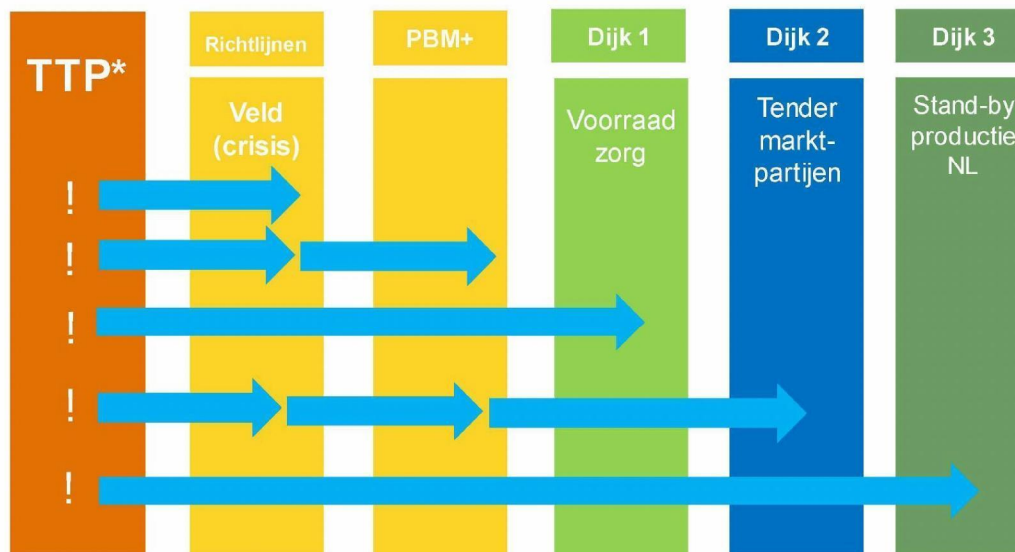 TTP*
!
!
!
!
!
Richtlijnen
Veld
(crisis)
PBM+
Dijk 1
Voorraad
zorg
Dijk 2
Tender
markt-
partijen
Dijk 3
Stand-by
productie
NL